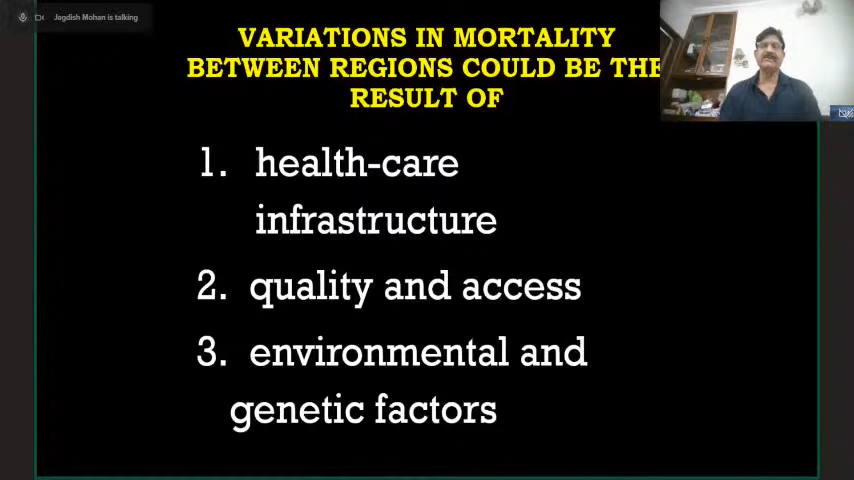 Jagdish Mohan is talking
VARIATIONS IN MORTALITY
BETWEEN REGIONS COULD BE THE
RESULT OF
1. health-care
infrastructure
2. quality and access
3. environmental and
genetic factors